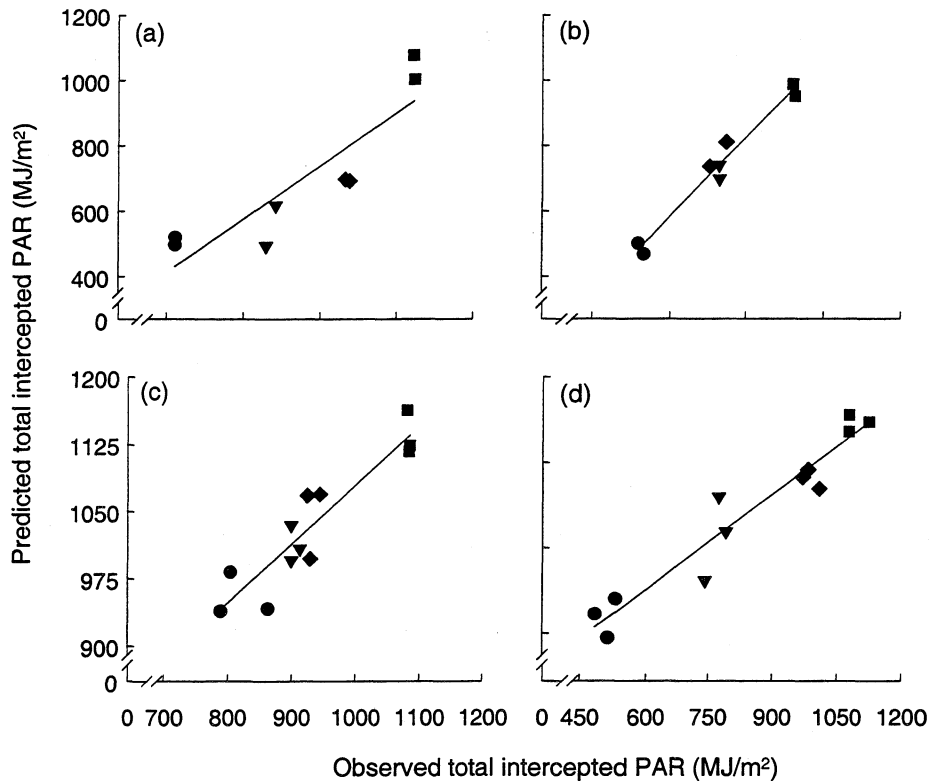 Predicted total intercepted PAR (MJ/m²)
(a)
1200
1000
800
600
400
0
(b)
(c)
1200
1125
1050
975
900
0
0 700 800 900 1000 1100 1200
(d)
0 450 600 750 900 1050 1200
Observed total intercepted PAR (MJ/m²)